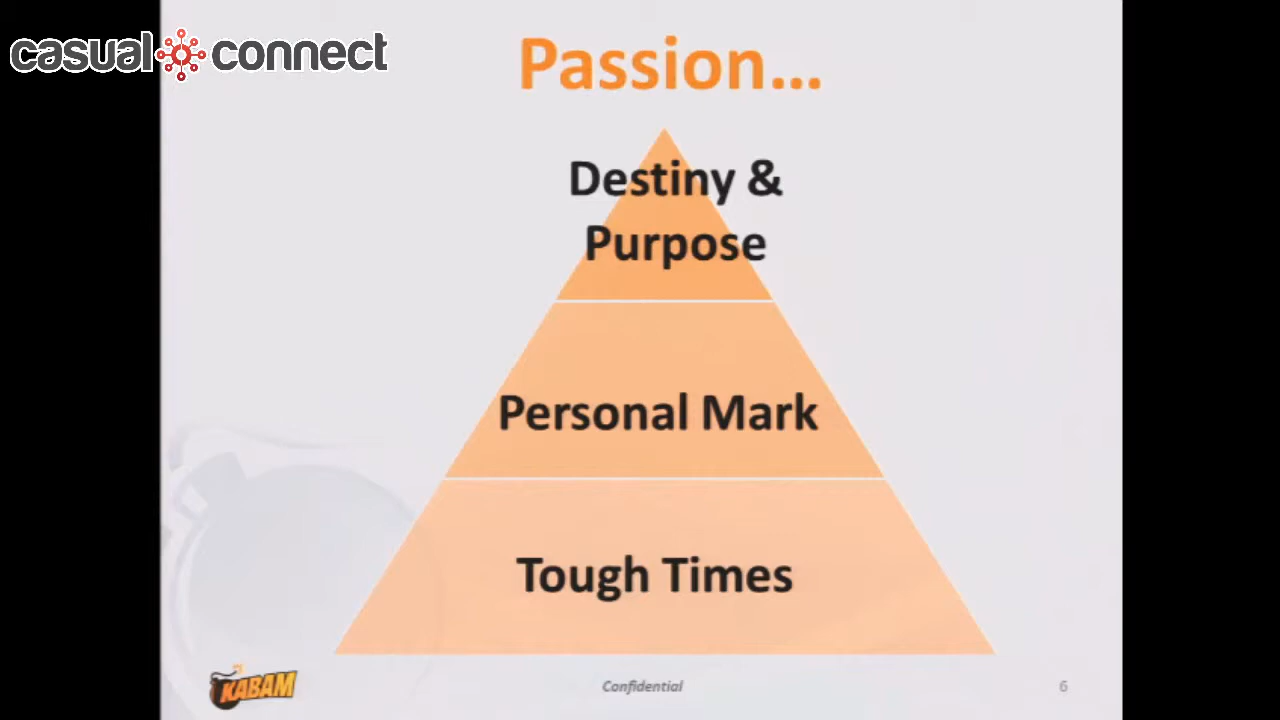 casual connect
Passion...
Destiny &
Purpose
Personal Mark
Tough Times
KABAM
Confidential
6